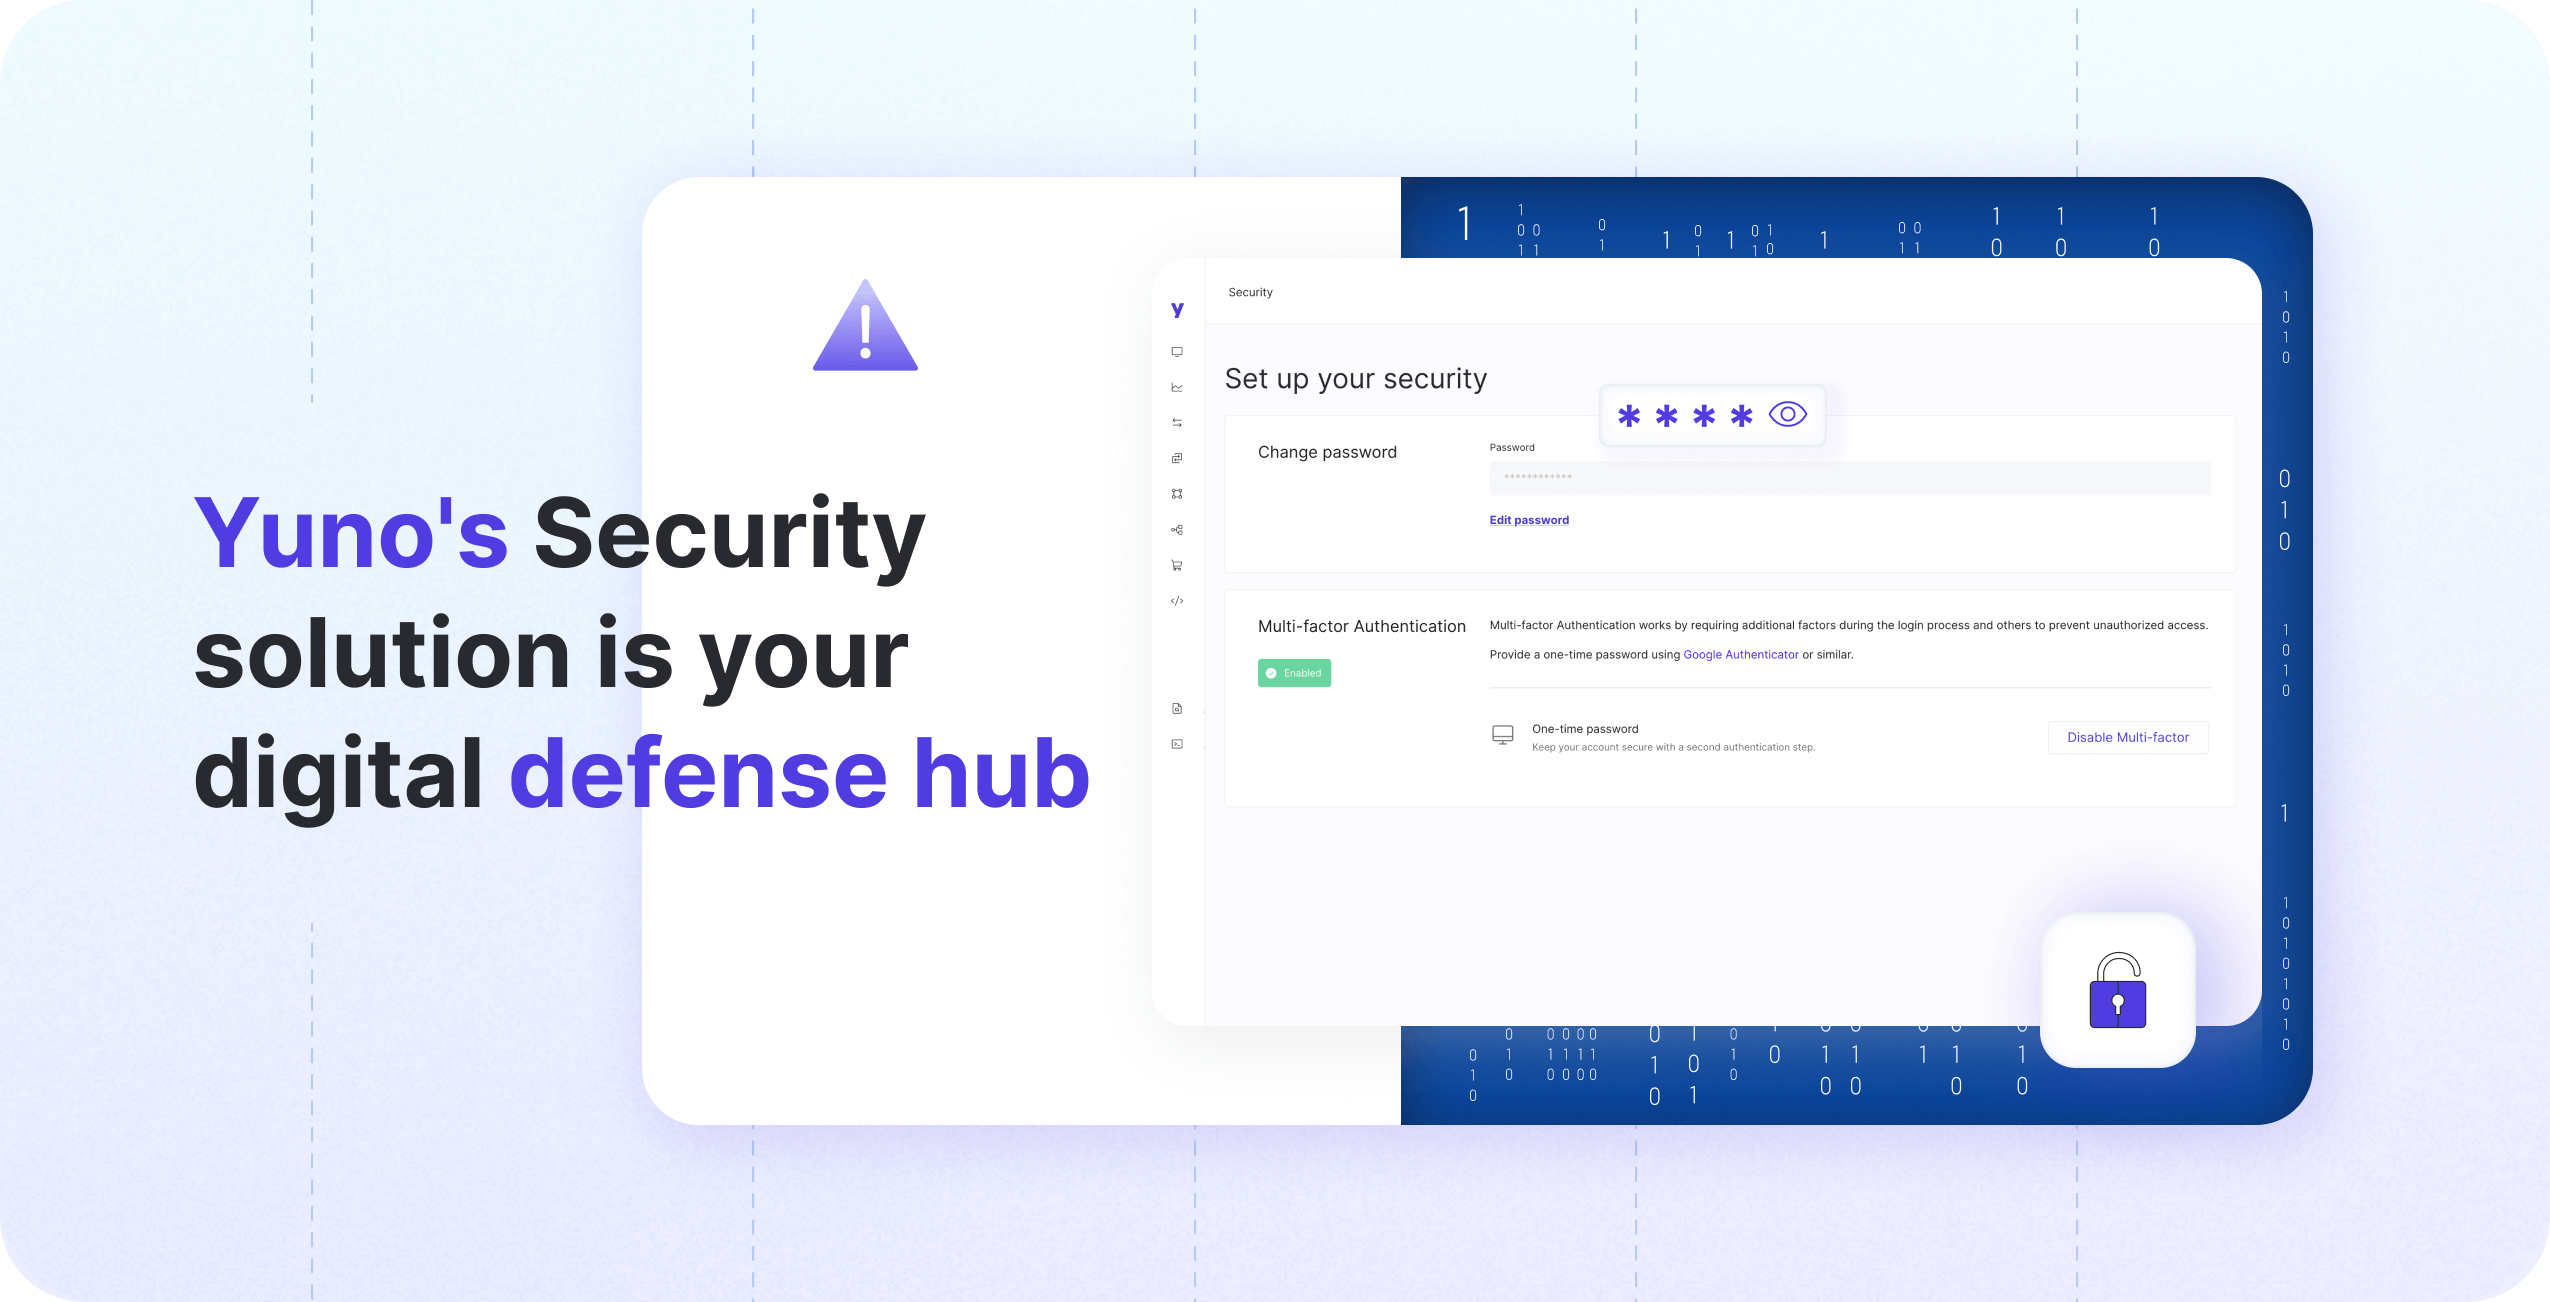 Yuno's Security
solution is your
digital defense hub
y
Security
Set up your security
* * * *
Change password
Password
************
Edit password
Multi-factor Authentication
Enabled
Multi-factor Authentication works by requiring additional factors during the login process and others to prevent unauthorized access.
Provide a one-time password using Google Authenticator or similar.
One-time password
Keep your account secure with a second authentication step.
Disable Multi-factor